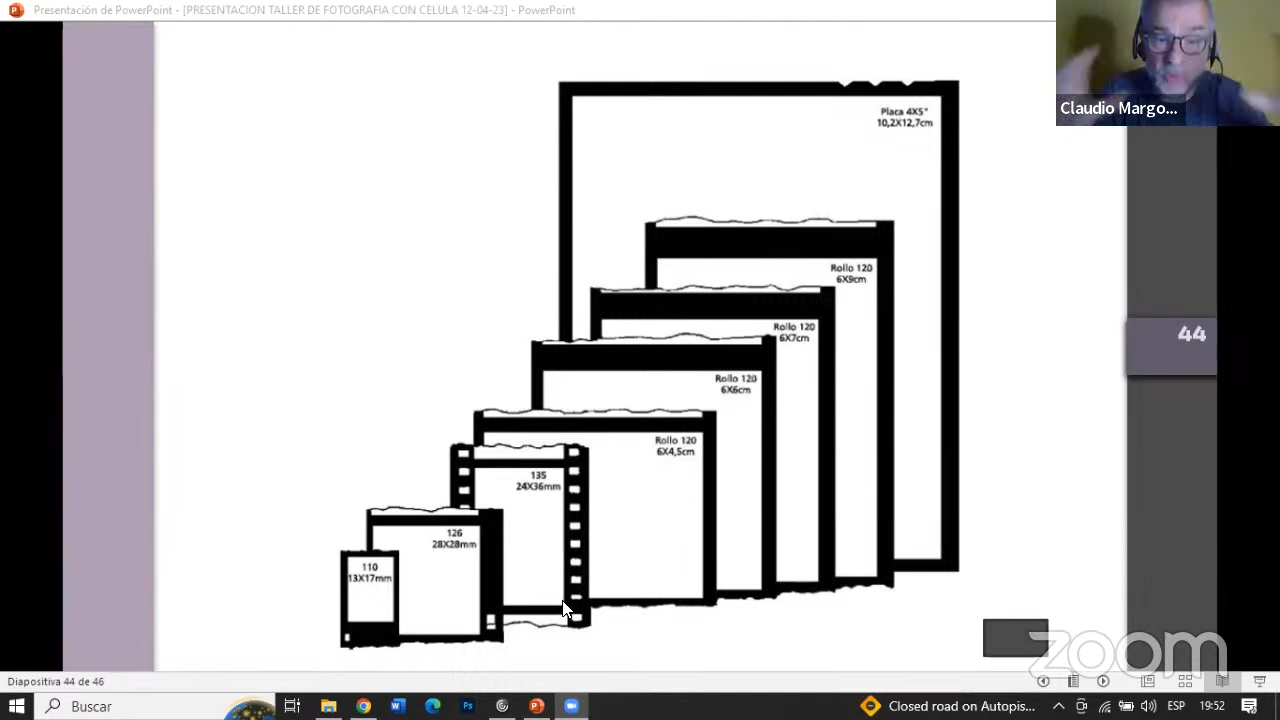 Presentación de PowerPoint - [PRESENTACION TALLER DE FOTOGRAFIA CON CELULA 12-04-23] - PowerPoint
Claudio Margo...
Placa 4X5"
10,2X12,7cm
Rollo 120
6X9cm
Rollo 120
6X7cm
44
Rollo 120
6X6cm
Rollo 120
6X4,5cm
135
24X36mm
126
28X28mm
110
13X17mm
zoom
Diapositiva 44 de 46
Buscar
Closed road on Autopis...
ESP
19:52